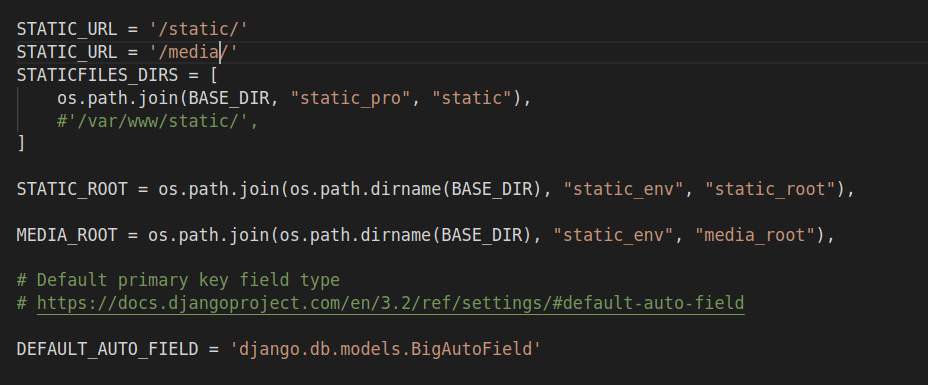 STATIC_URL = '/static/'
STATIC_URL = '/media/'
STATICFILES_DIRS = [
    os.path.join(BASE_DIR, "static_pro", "static"),
    #'/var/www/static/',
]
STATIC_ROOT = os.path.join(os.path.dirname(BASE_DIR), "static_env", "static_root"),
MEDIA_ROOT = os.path.join(os.path.dirname(BASE_DIR), "static_env", "media_root"),
# Default primary key field type
# https://docs.djangoproject.com/en/3.2/ref/settings/#default-auto-field
DEFAULT_AUTO_FIELD = 'django.db.models.BigAutoField'